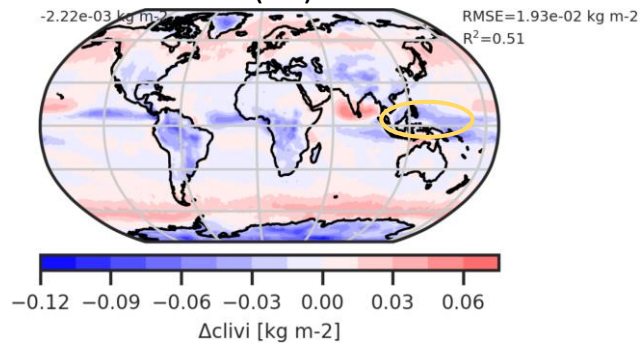 -2.22e-03 kg m-2
RMSE=1.93e-02 kg m-2
R²=0.51
−0.12 −0.09 −0.06 −0.03 0.00 0.03 0.06
Δclivi [kg m-2]